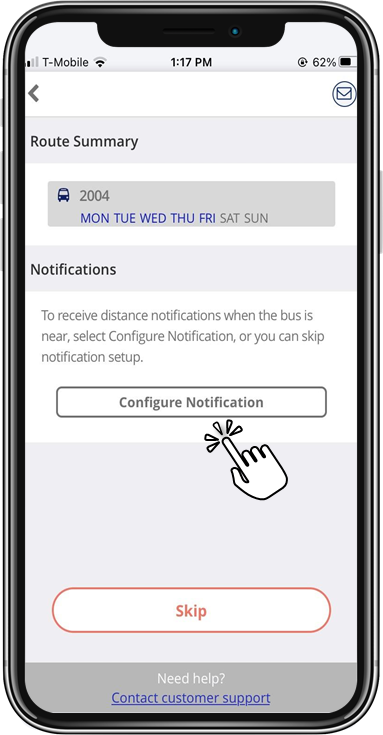 T-Mobile 1:17 PM 62%
Route Summary
2004
MON TUE WED THU FRI SAT SUN
Notifications
To receive distance notifications when the bus is
near, select Configure Notification, or you can skip
notification setup.
Configure Notification
Skip
Need help?
Contact customer support